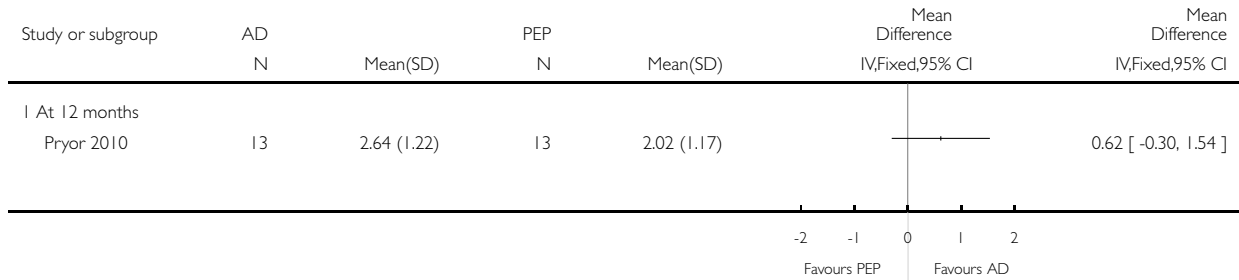 Study or subgroup AD PEP Mean Difference Mean Difference
N Mean(SD) N Mean(SD) IV,Fixed,95% CI IV,Fixed,95% CI
1 At 12 months
Pryor 2010 13 2.64 (1.22) 13 2.02 (1.17) 0.62 [ -0.30, 1.54 ]
-2 -1 0 1 2
Favours PEP Favours AD